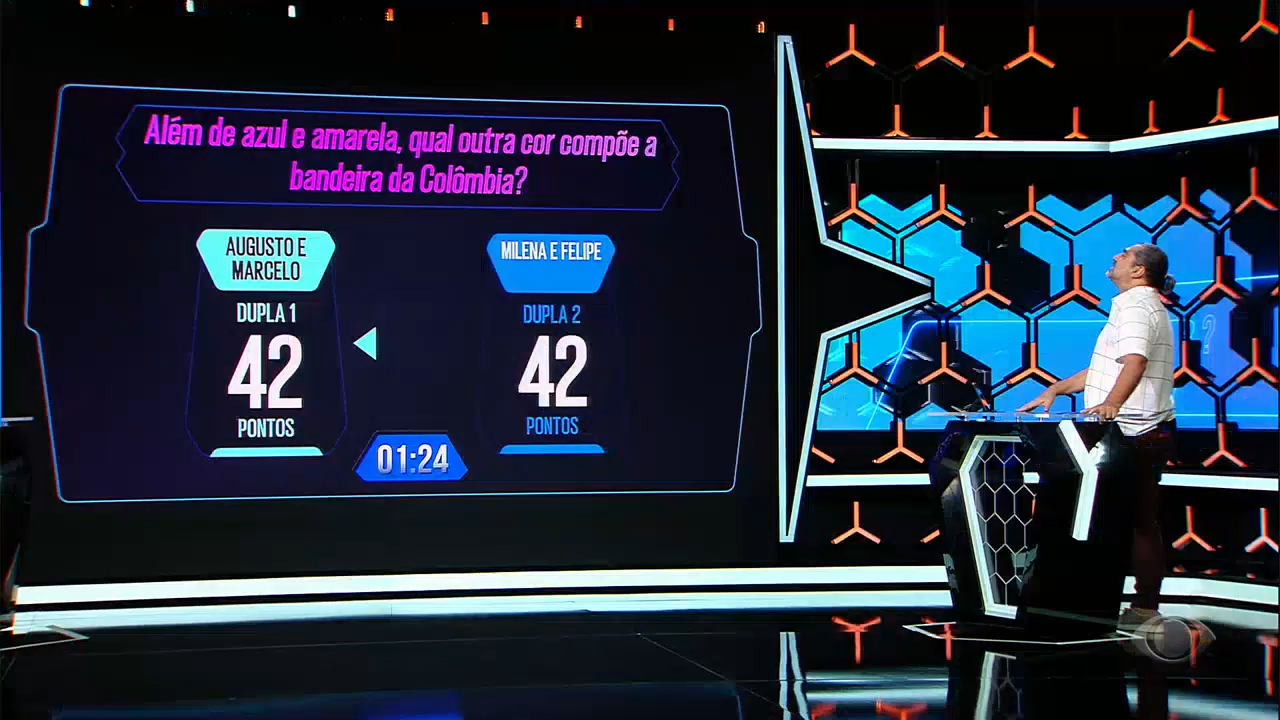 Além de azul e amarela, qual outra cor compõe a
bandeira da Colômbia?
AUGUSTO E
MARCELO
DUPLA 1
42
PONTOS
MILENA E FELIPE
DUPLA 2
42
PONTOS
01:24
?